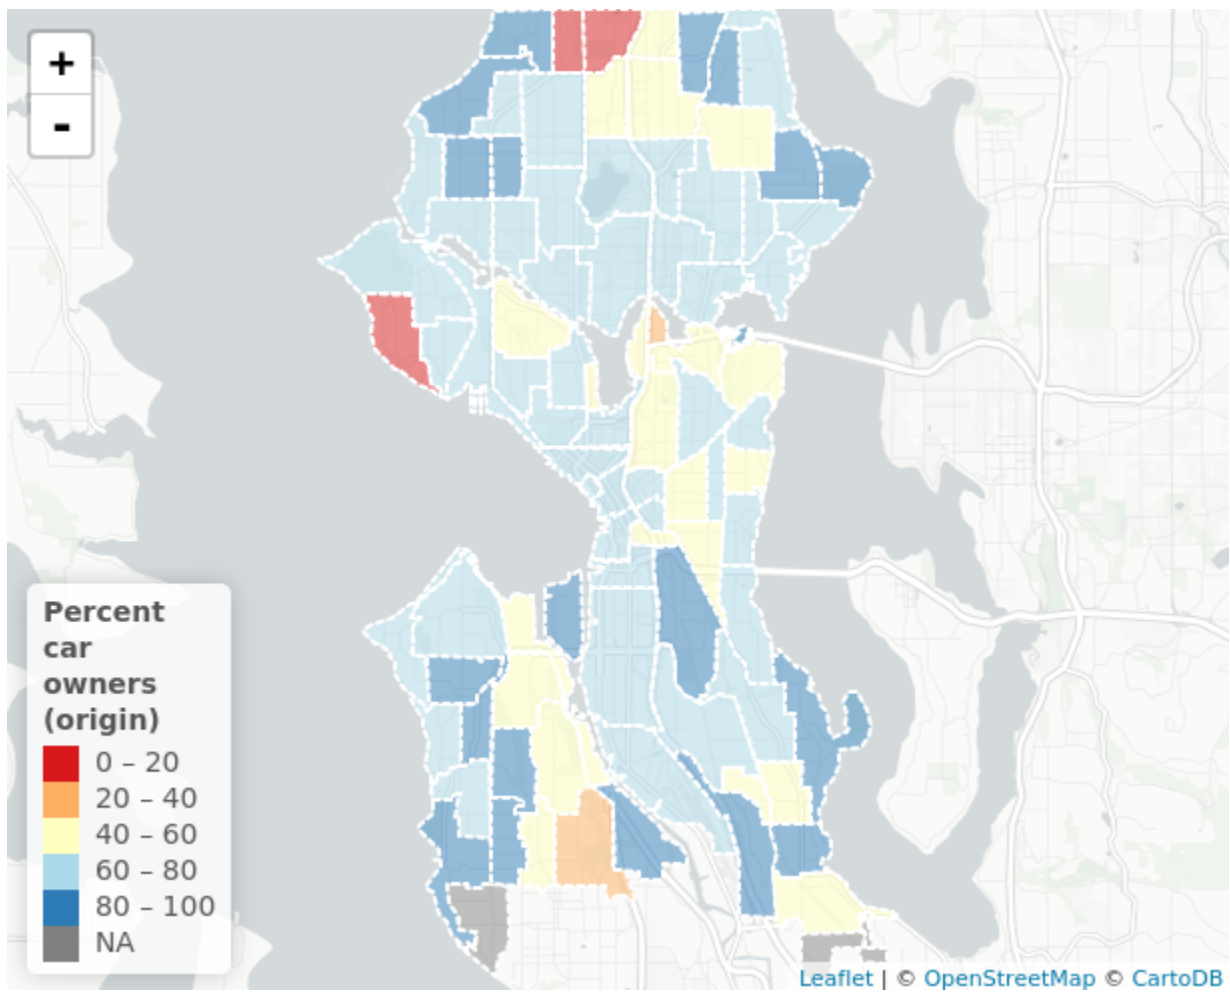 +
-
Percent
car
owners
(origin)
0 – 20
20 – 40
40 – 60
60 – 80
80 – 100
NA
Leaflet | © OpenStreetMap © CartoDB